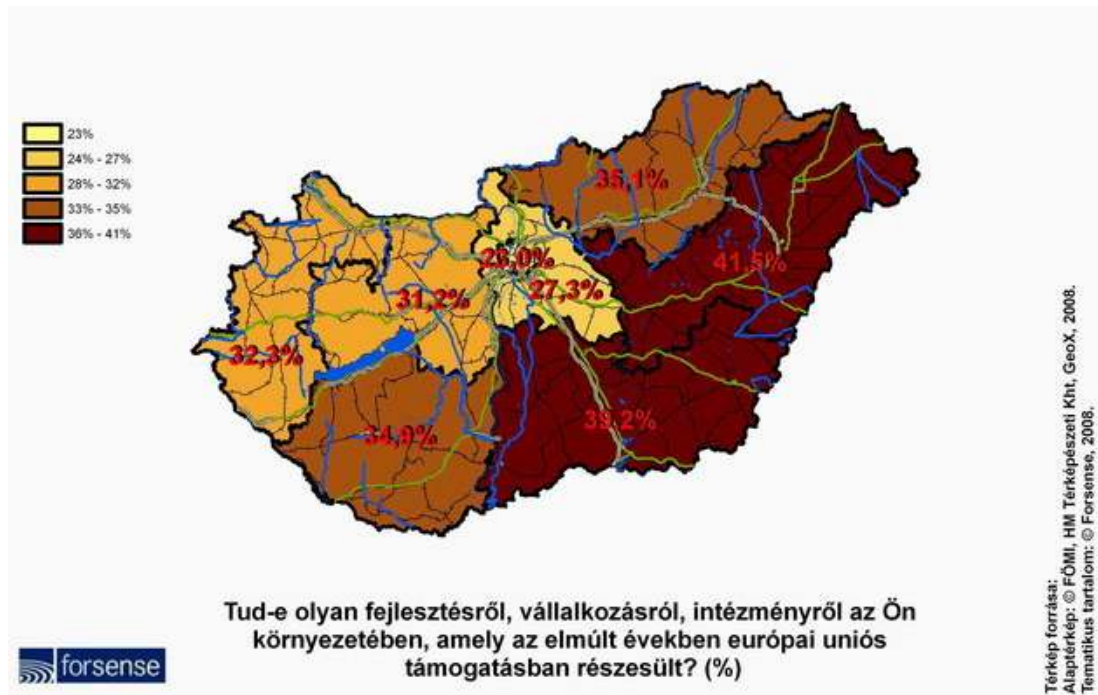 23%
24% - 27%
28% - 32%
33% - 35%
36% - 41%
35,1%
41,5%
23,0%
27,3%
31,2%
32,3%
39,2%
34,9%
Tud-e olyan fejlesztésről, vállalkozásról, intézményről az Ön
környezetében, amely az elmúlt években európai uniós
támogatásban részesült? (%)
forsense
Térkép forrása:
Alaptérkép: © FÖMI, HM Térképészeti Kht, GeoX, 2008.
Tematikus tartalom: © Forsense, 2008.